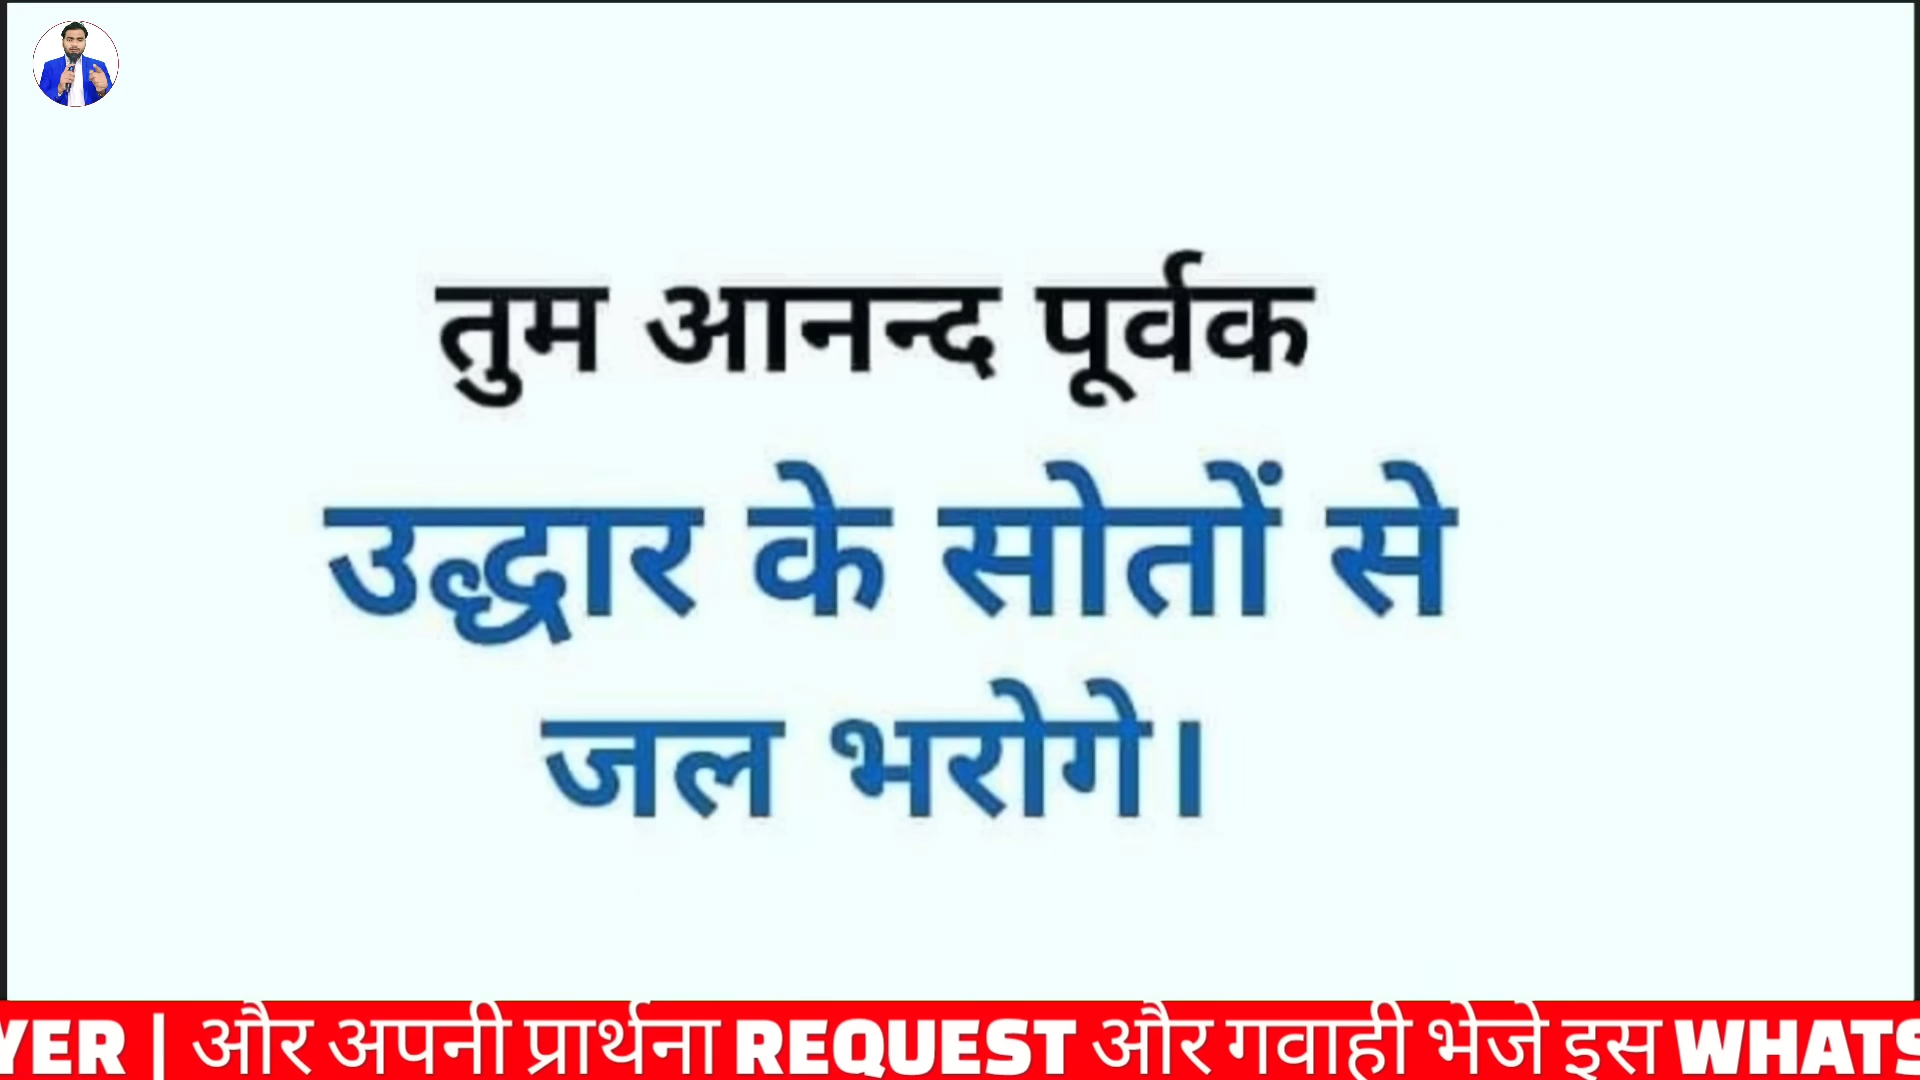 तुम आनन्द पूर्वक
उद्धार के सोतों से
जल भरोगे।
| और अपनी प्रार्थना REQUEST और गवाही भेजे इस